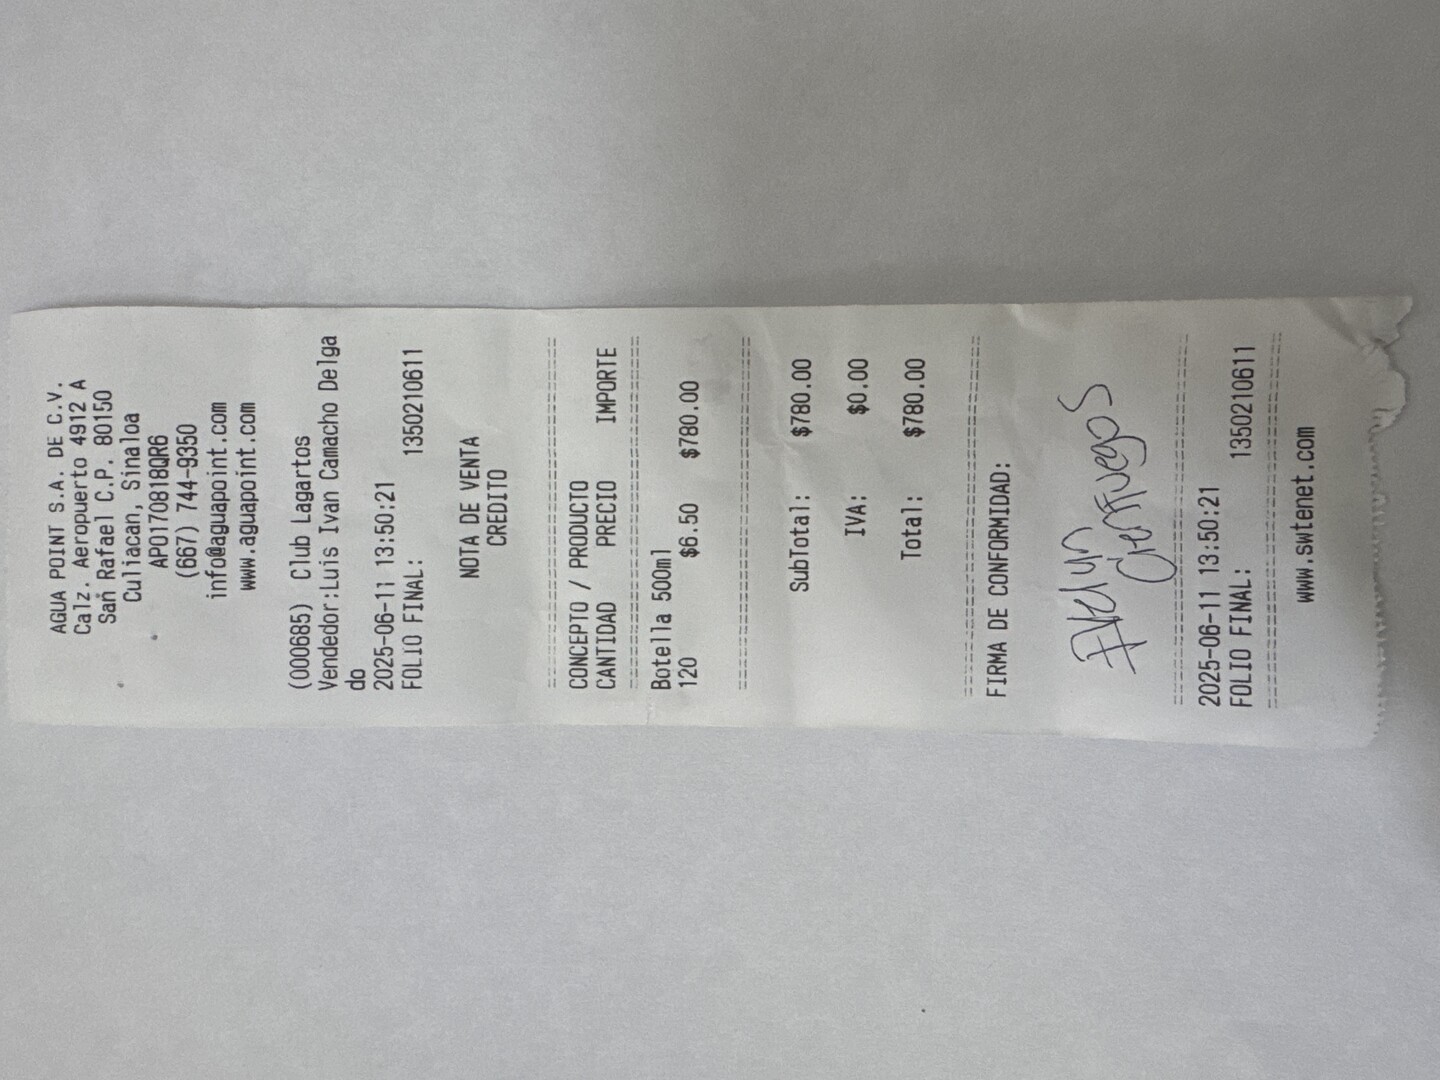 AGUA POINT S.A. DE C.V.
Calz. Aeropuerto 4912 A
San Rafael C.P. 80150
Culiacan, Sinaloa
APO170818QR6
(667) 744-9350
info@aguapoint.com
www.aguapoint.com
(000685) Club Lagartos
Vendedor:Luis Ivan Camacho Delga
do
2025-06-11 13:50:21
FOLIO FINAL: 1350210611
NOTA DE VENTA
CREDITO
CONCEPTO / PRODUCTO
CANTIDAD PRECIO IMPORTE
Botella 500ml
120 $6.50 $780.00
SubTotal: $780.00
IVA: $0.00
Total: $780.00
FIRMA DE CONFORMIDAD:
Evelyn
Cienfuegos
2025-06-11 13:50:21
FOLIO FINAL: 1350210611
www.swtenet.com